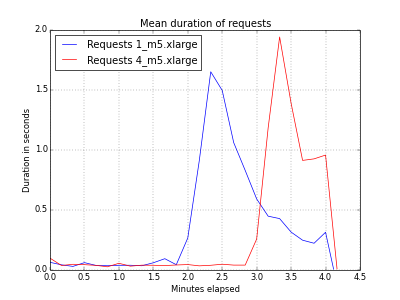 Mean duration of requests
2.0
1.5
1.0
0.5
0.0
Duration in seconds
Requests 1_m5.xlarge
Requests 4_m5.xlarge
0.0 0.5 1.0 1.5 2.0 2.5 3.0 3.5 4.0 4.5
Minutes elapsed